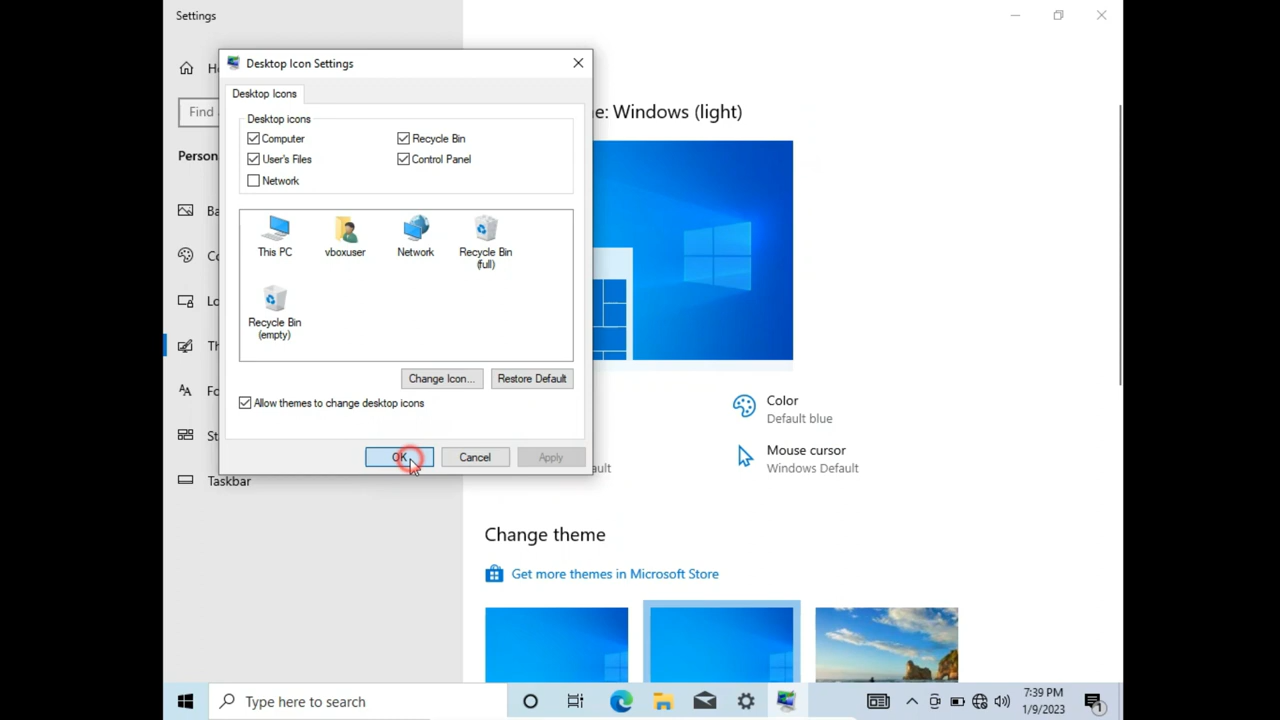 Settings
Desktop Icon Settings
Desktop Icons
Desktop icons
Computer
Recycle Bin
User's Files
Control Panel
Network
This PC
vboxuser
Network
Recycle Bin
(full)
Recycle Bin
(empty)
Change Icon...
Restore Default
Allow themes to change desktop icons
OK
Cancel
Apply
Find
Taskbar
Windows (light)
Color
Default blue
Mouse cursor
Windows Default
Change theme
Get more themes in Microsoft Store
Type here to search
7:39 PM
1/9/2023
1